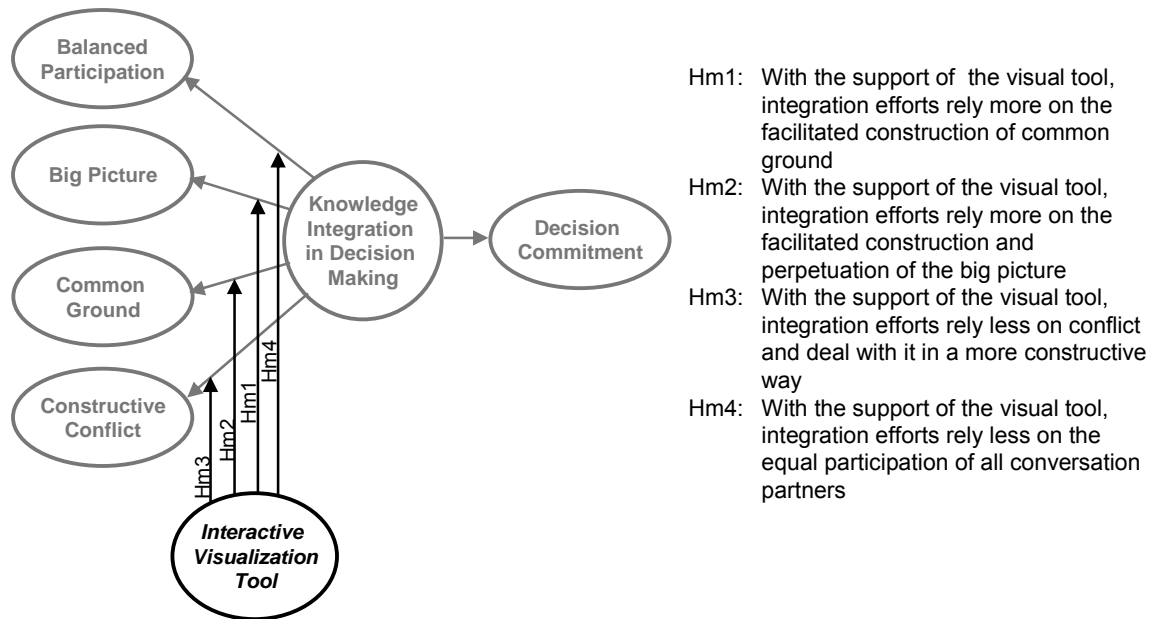 Balanced
Participation
Big Picture
Common
Ground
Constructive
Conflict
Knowledge
Integration
in Decision
Making
Decision
Commitment
Hm3
Hm2
Hm1
Hm4
Interactive
Visualization
Tool
Hm1: With the support of the visual tool,
integration efforts rely more on the
facilitated construction of common
ground
Hm2: With the support of the visual tool,
integration efforts rely more on the
facilitated construction and
perpetuation of the big picture
Hm3: With the support of the visual tool,
integration efforts rely less on conflict
and deal with it in a more constructive
way
Hm4: With the support of the visual tool,
integration efforts rely less on the
equal participation of all conversation
partners